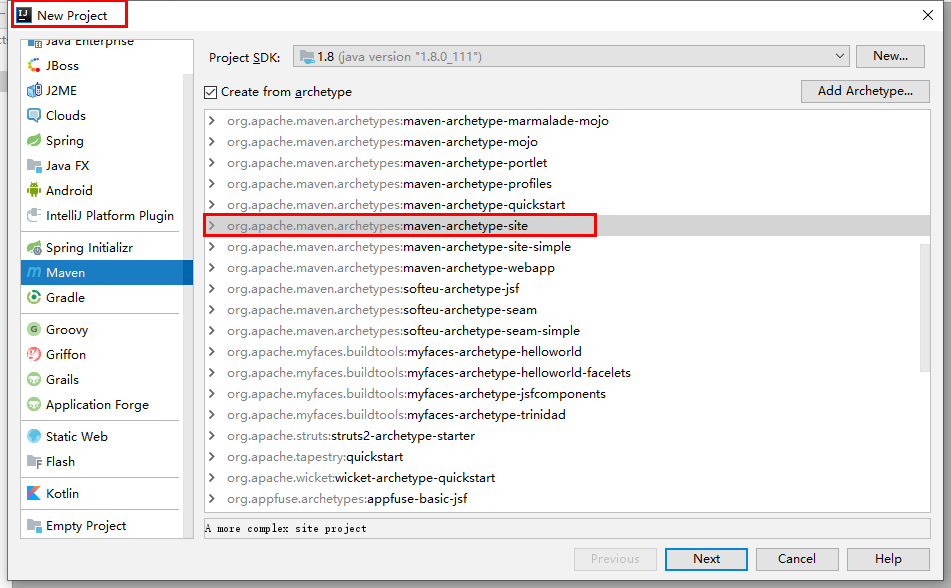 New Project
Java Enterprise
JBoss
J2ME
Clouds
Spring
Java FX
Android
IntelliJ Platform Plugin
Spring Initializr
Maven
Gradle
Groovy
Griffon
Grails
Application Forge
Static Web
Flash
Kotlin
Empty Project
Project SDK: 1.8 (java version "1.8.0_111") New...
Create from archetype Add Archetype...
org.apache.maven.archetypes:maven-archetype-marmalade-mojo
org.apache.maven.archetypes:maven-archetype-mojo
org.apache.maven.archetypes:maven-archetype-portlet
org.apache.maven.archetypes:maven-archetype-profiles
org.apache.maven.archetypes:maven-archetype-quickstart
org.apache.maven.archetypes:maven-archetype-site
org.apache.maven.archetypes:maven-archetype-site-simple
org.apache.maven.archetypes:maven-archetype-webapp
org.apache.maven.archetypes:softeu-archetype-jsf
org.apache.maven.archetypes:softeu-archetype-seam
org.apache.maven.archetypes:softeu-archetype-seam-simple
org.apache.myfaces.buildtools:myfaces-archetype-helloworld
org.apache.myfaces.buildtools:myfaces-archetype-helloworld-facelets
org.apache.myfaces.buildtools:myfaces-archetype-jsfcomponents
org.apache.myfaces.buildtools:myfaces-archetype-trinidad
org.apache.struts:struts2-archetype-starter
org.apache.tapestry:quickstart
org.apache.wicket:wicket-archetype-quickstart
org.appfuse.archetypes:appfuse-basic-jsf
A more complex site project
Previous Next Cancel Help